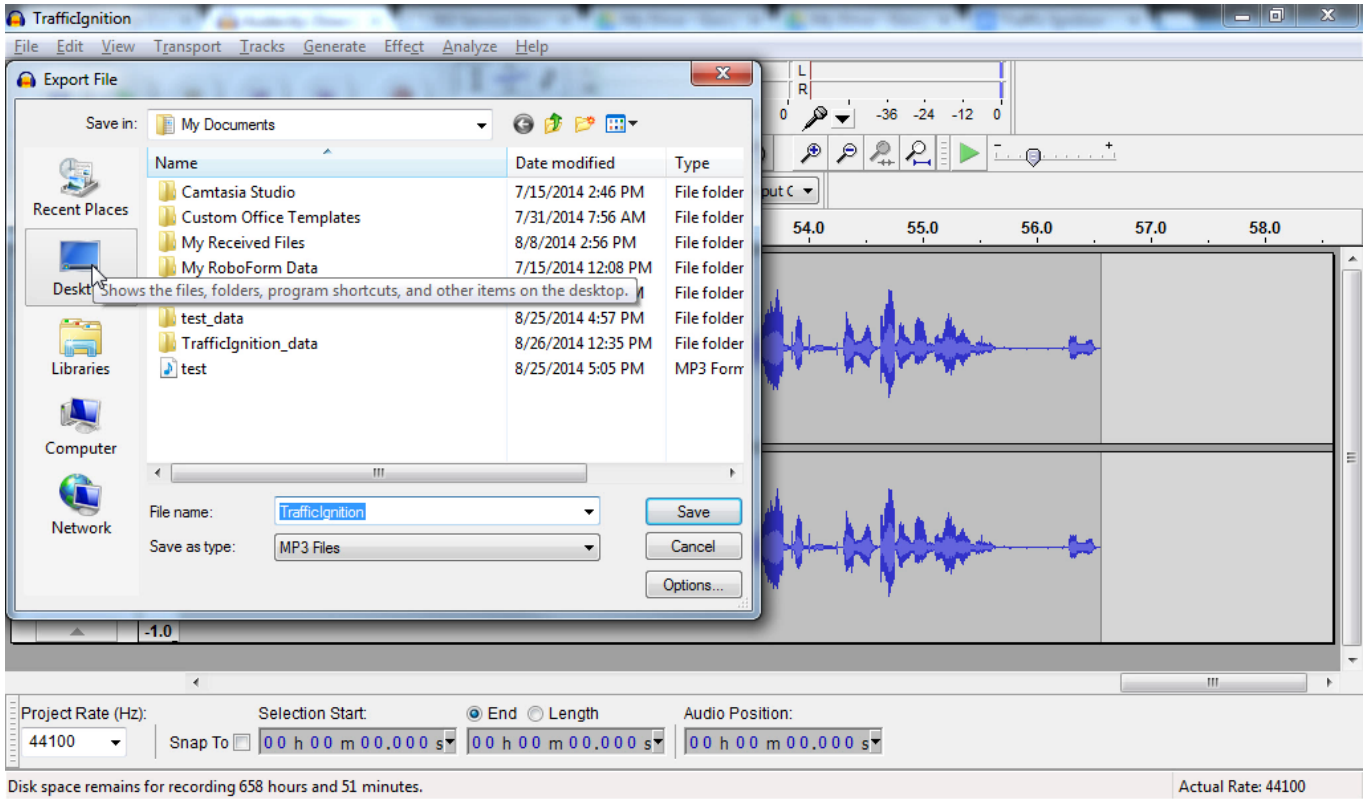 TrafficIgnition
File Edit View Transport Tracks Generate Effect Analyze Help
Export File
Save in: My Documents
Name Date modified Type
Camtasia Studio 7/15/2014 2:46 PM File folder
Custom Office Templates 7/31/2014 7:56 AM File folder
My Received Files 8/8/2014 2:56 PM File folder
My RoboForm Data 7/15/2014 12:08 PM File folder
File folder
test_data 8/25/2014 4:57 PM File folder
TrafficIgnition_data 8/26/2014 12:35 PM File folder
test 8/25/2014 5:05 PM MP3 Form
Recent Places
Deskt
Shows the files, folders, program shortcuts, and other items on the desktop.
Libraries
Computer
Network
File name: TrafficIgnition Save
Save as type: MP3 Files Cancel
Options...
L
R
0 -36 -24 -12 0
put C
54.0 55.0 56.0 57.0 58.0
-1.0
Project Rate (Hz): Selection Start: End Length Audio Position:
44100 Snap To 00 h 00 m 00.000 s 00 h 00 m 00.000 s 00 h 00 m 00.000 s
Disk space remains for recording 658 hours and 51 minutes. Actual Rate: 44100